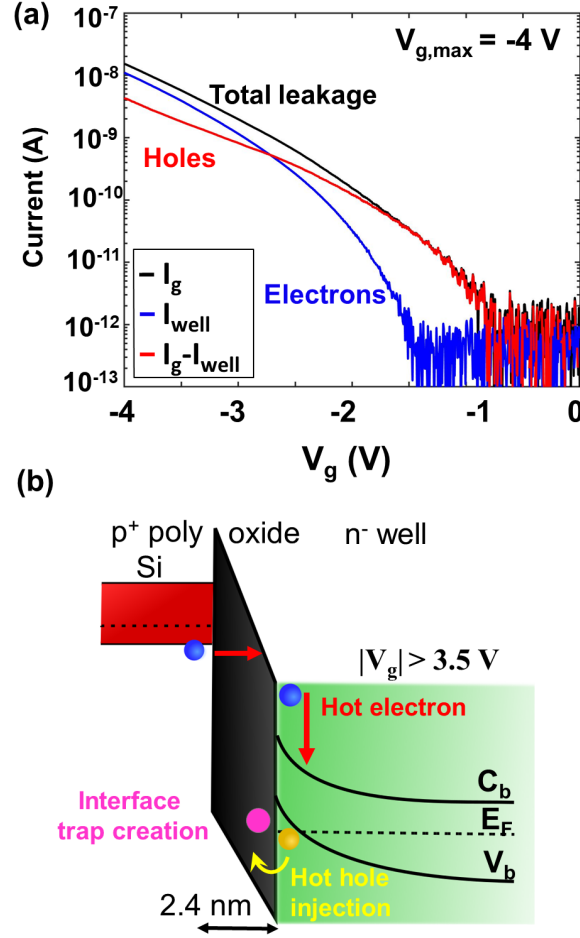 (a)
V_g,max = -4 V
10^-8
10^-9
10^-10
10^-11
10^-12
10^-13
Current (A)
Total leakage
Holes
Electrons
I_g
I_well
I_g-I_well
-4
-3
-2
-1
0
V_g (V)
(b)
p+ poly
Si
oxide
n- well
|V_g| > 3.5 V
Hot electron
C_b
E_F
V_b
Interface
trap creation
Hot hole
injection
2.4 nm